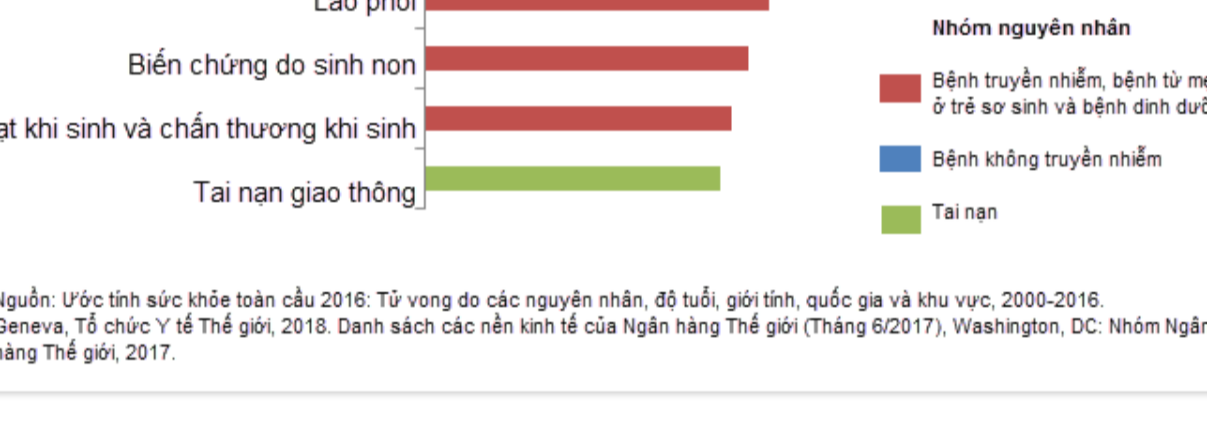 Lao phổi
Biến chứng do sinh non
khi sinh và chấn thương khi sinh
Tai nạn giao thông
Nhóm nguyên nhân
Bệnh truyền nhiễm, bệnh từ
ở trẻ sơ sinh và bệnh dinh
Bệnh không truyền nhiễm
Tai nạn
Nguồn: Ước tính sức khỏe toàn cầu 2016: Tử vong do các nguyên nhân, độ tuổi, giới tính, quốc gia và khu vực, 2000-2016.
Geneva, Tổ chức Y tế Thế giới, 2018. Danh sách các nền kinh tế của Ngân hàng Thế giới (Tháng 6/2017), Washington, DC: Nhóm Ngân
hàng Thế giới, 2017.